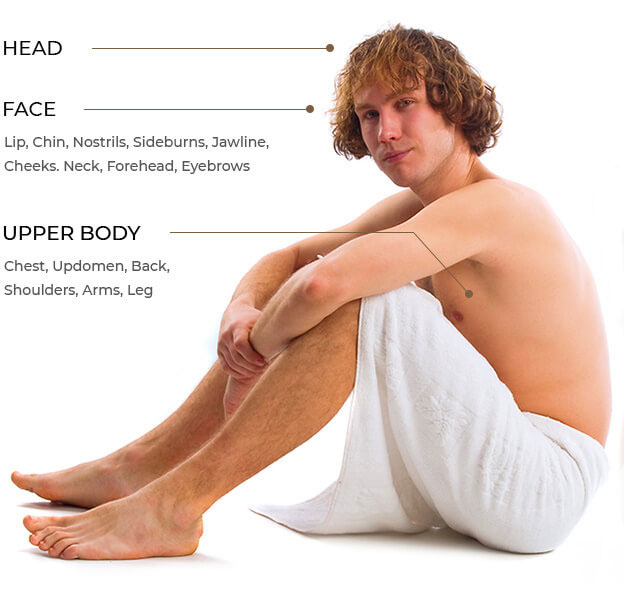 HEAD
FACE
Lip, Chin, Nostrils, Sideburns, Jawline,
Cheeks. Neck, Forehead, Eyebrows
UPPER BODY
Chest, Updomen, Back,
Shoulders, Arms, Leg